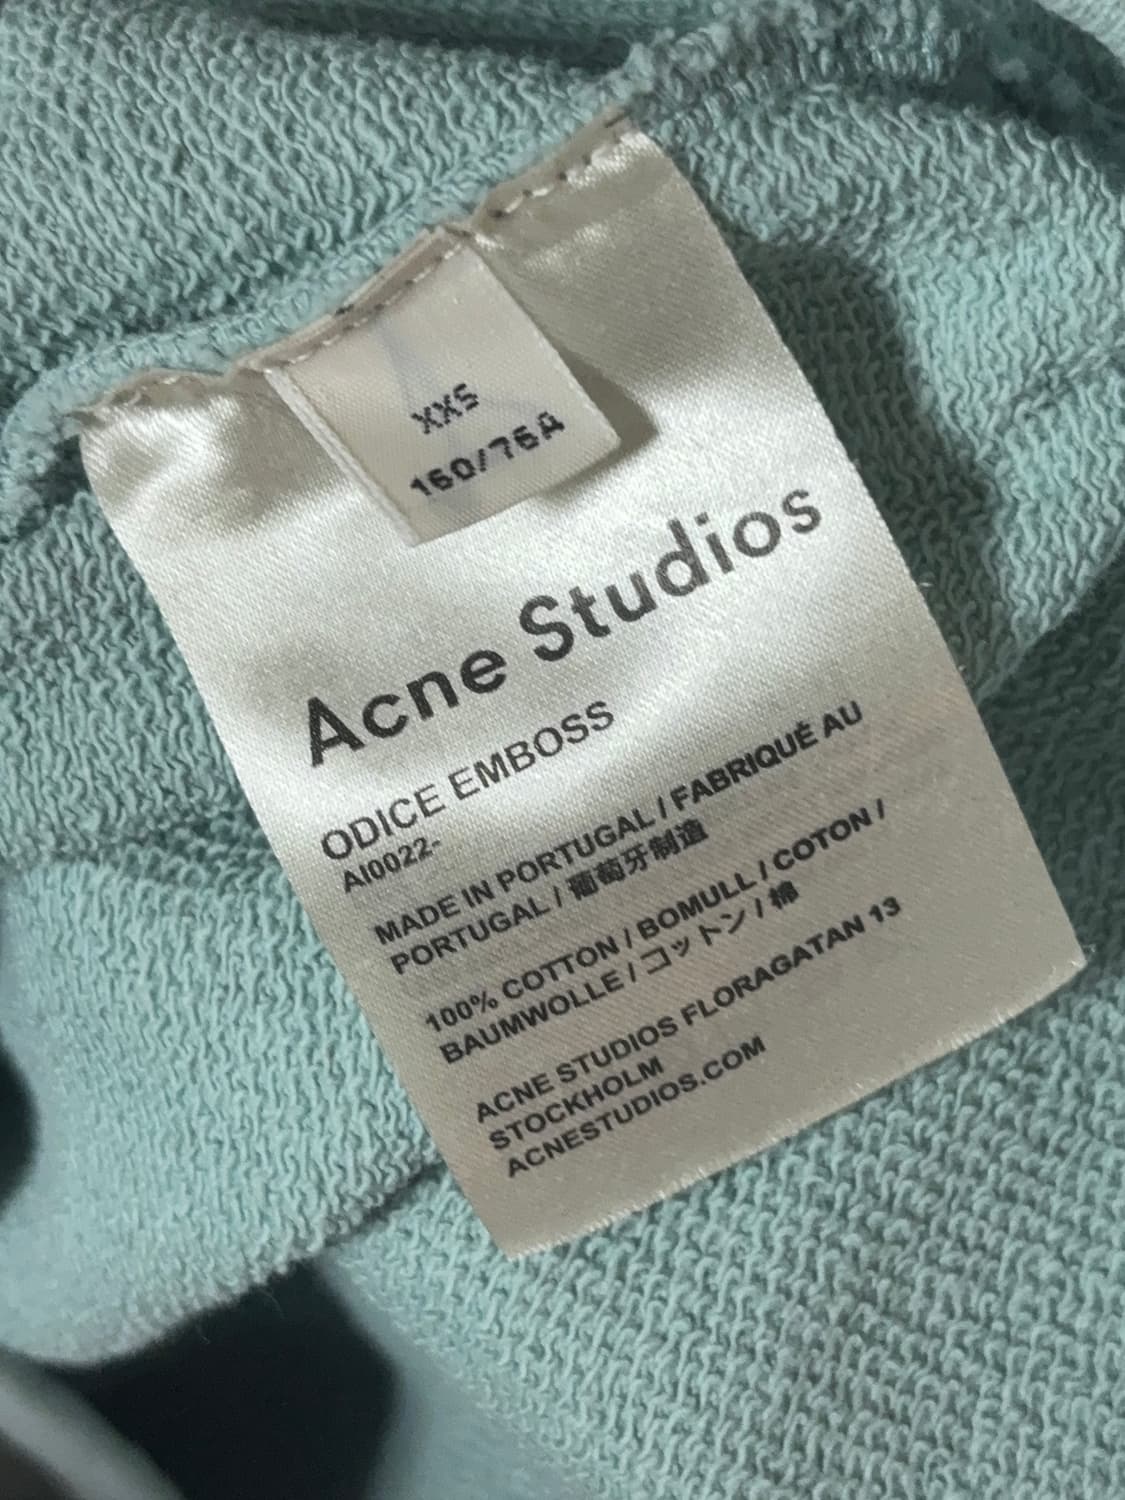 XXS
160/76A
Acne Studios
ODICE EMBOSS
AI0022-
MADE IN PORTUGAL / FABRIQUÉ AU
PORTUGAL / 葡萄牙制造
100% COTTON / BOMULL / COTON /
BAUMWOLLE / コットン / 棉
ACNE STUDIOS FLORAGATAN 13
STOCKHOLM
ACNESTUDIOS.COM